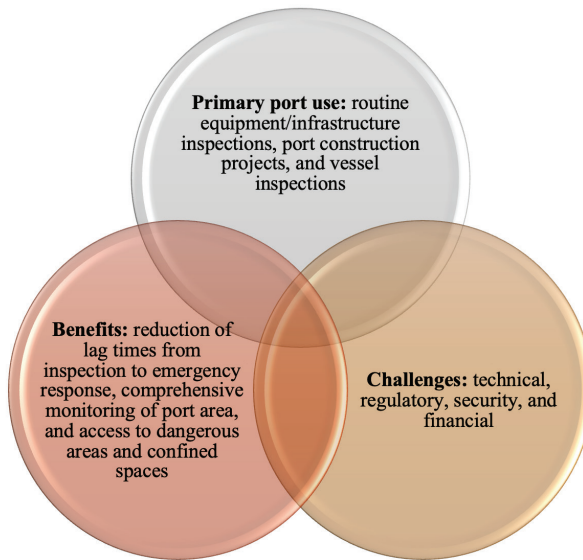 Primary port use: routine
equipment/infrastructure
inspections, port construction
projects, and vessel
inspections
Benefits: reduction of
lag times from
inspection to emergency
response, comprehensive
monitoring of port area,
and access to dangerous
areas and confined
spaces
Challenges: technical,
regulatory, security, and
financial